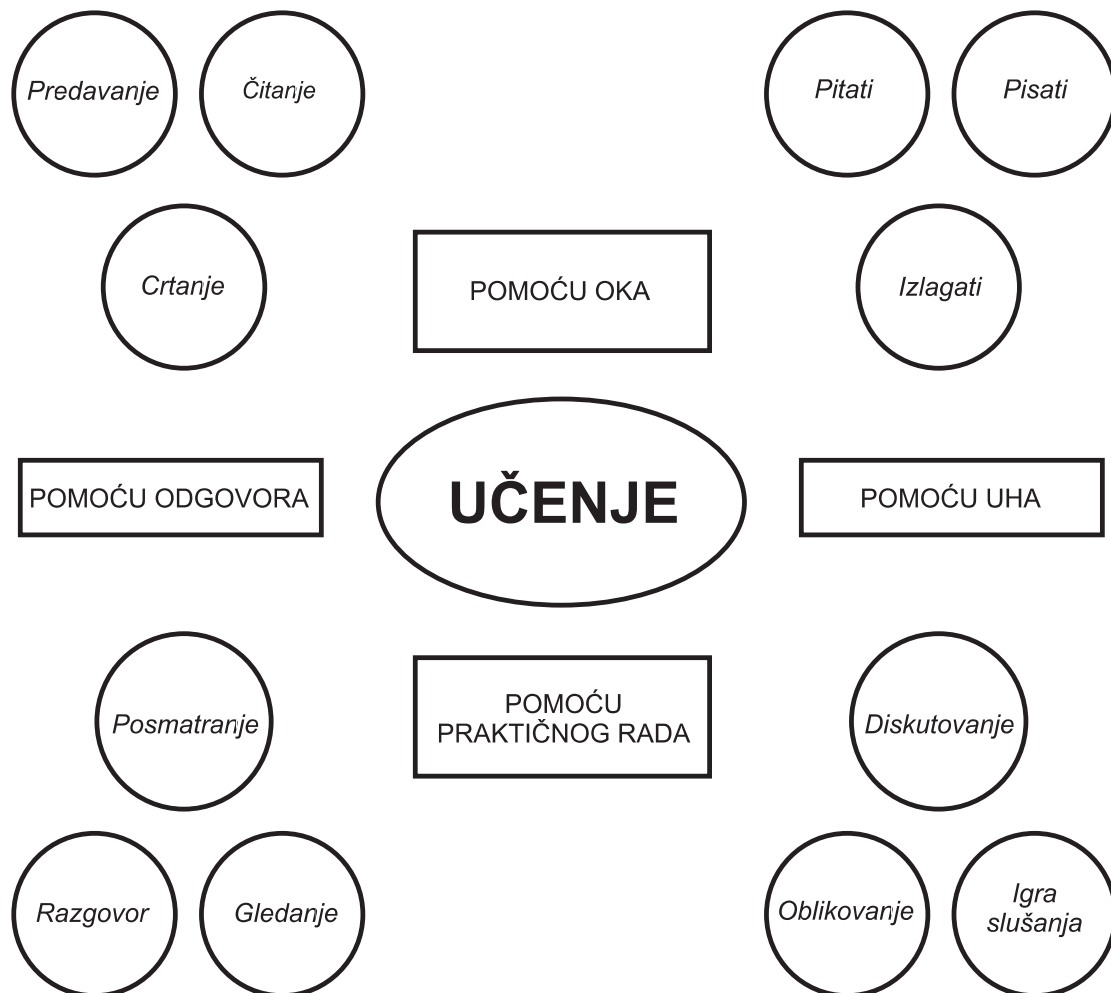 Predavanje
Čitanje
Pitati
Pisati
Crtanje
POMOĆU OKA
Izlagati
POMOĆU ODGOVORA
UČENJE
POMOĆU UHA
Posmatranje
POMOĆU
PRAKTIČNOG RADA
Diskutovanje
Razgovor
Gledanje
Oblikovanje
Igra
slušanja